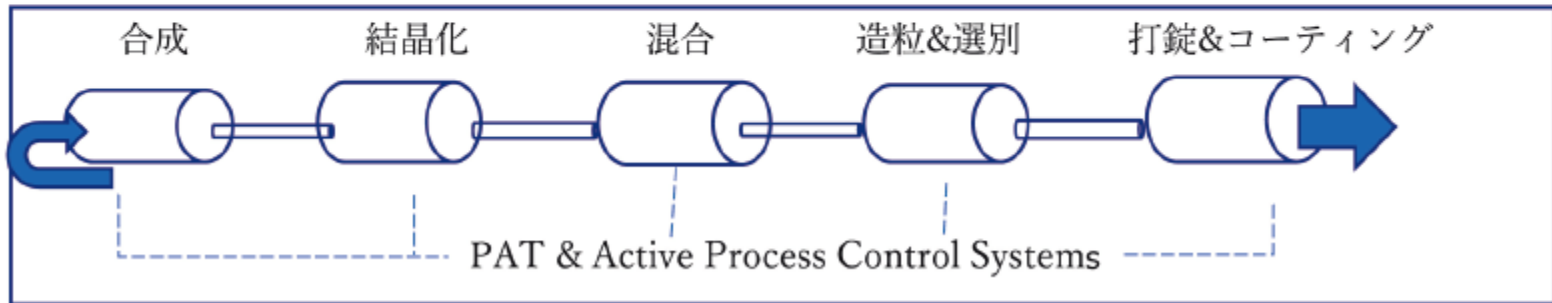 合成 結晶化 混合 造粒&選別 打錠&コーティング
PAT & Active Process Control Systems